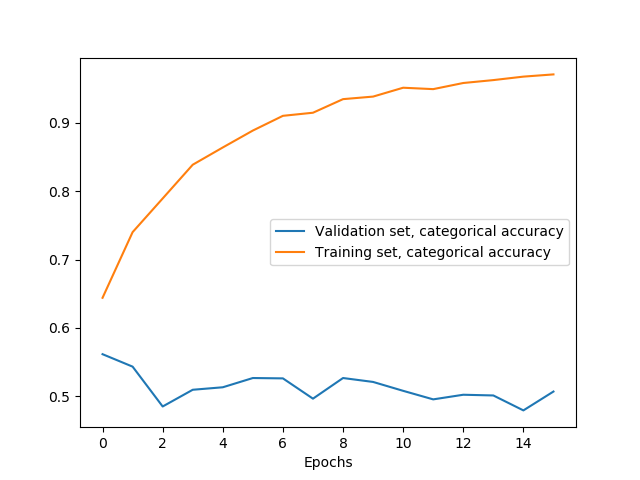 0.9
0.8
0.7
0.6
0.5
Validation set, categorical accuracy
Training set, categorical accuracy
0 2 4 6 8 10 12 14
Epochs